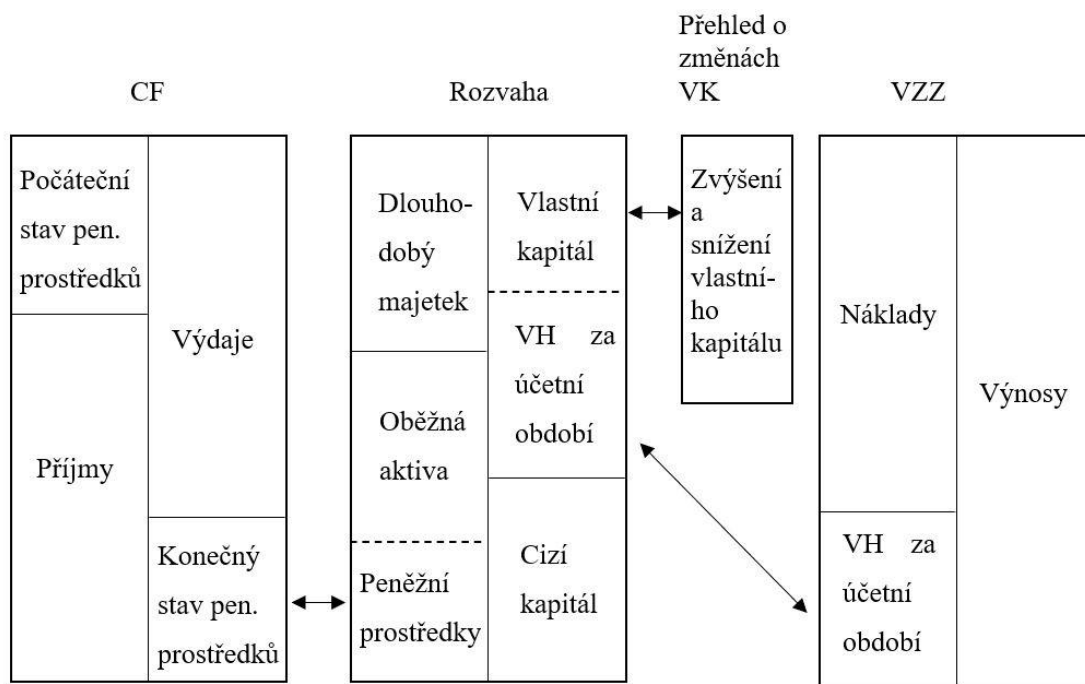 CF
Rozvaha
Přehled o
změnách
VK
VZZ
Počáteční
stav pen.
prostředků
Příjmy
Výdaje
Konečný
stav pen.
prostředků
Dlouho-
dobý
majetek
Oběžná
aktiva
Peněžní
prostředky
Vlastní
kapitál
VH za
účetní
období
Cizí
kapitál
Zvýšení
a
snížení
vlastní-
ho
kapitálu
Náklady
VH za
účetní
období
Výnosy